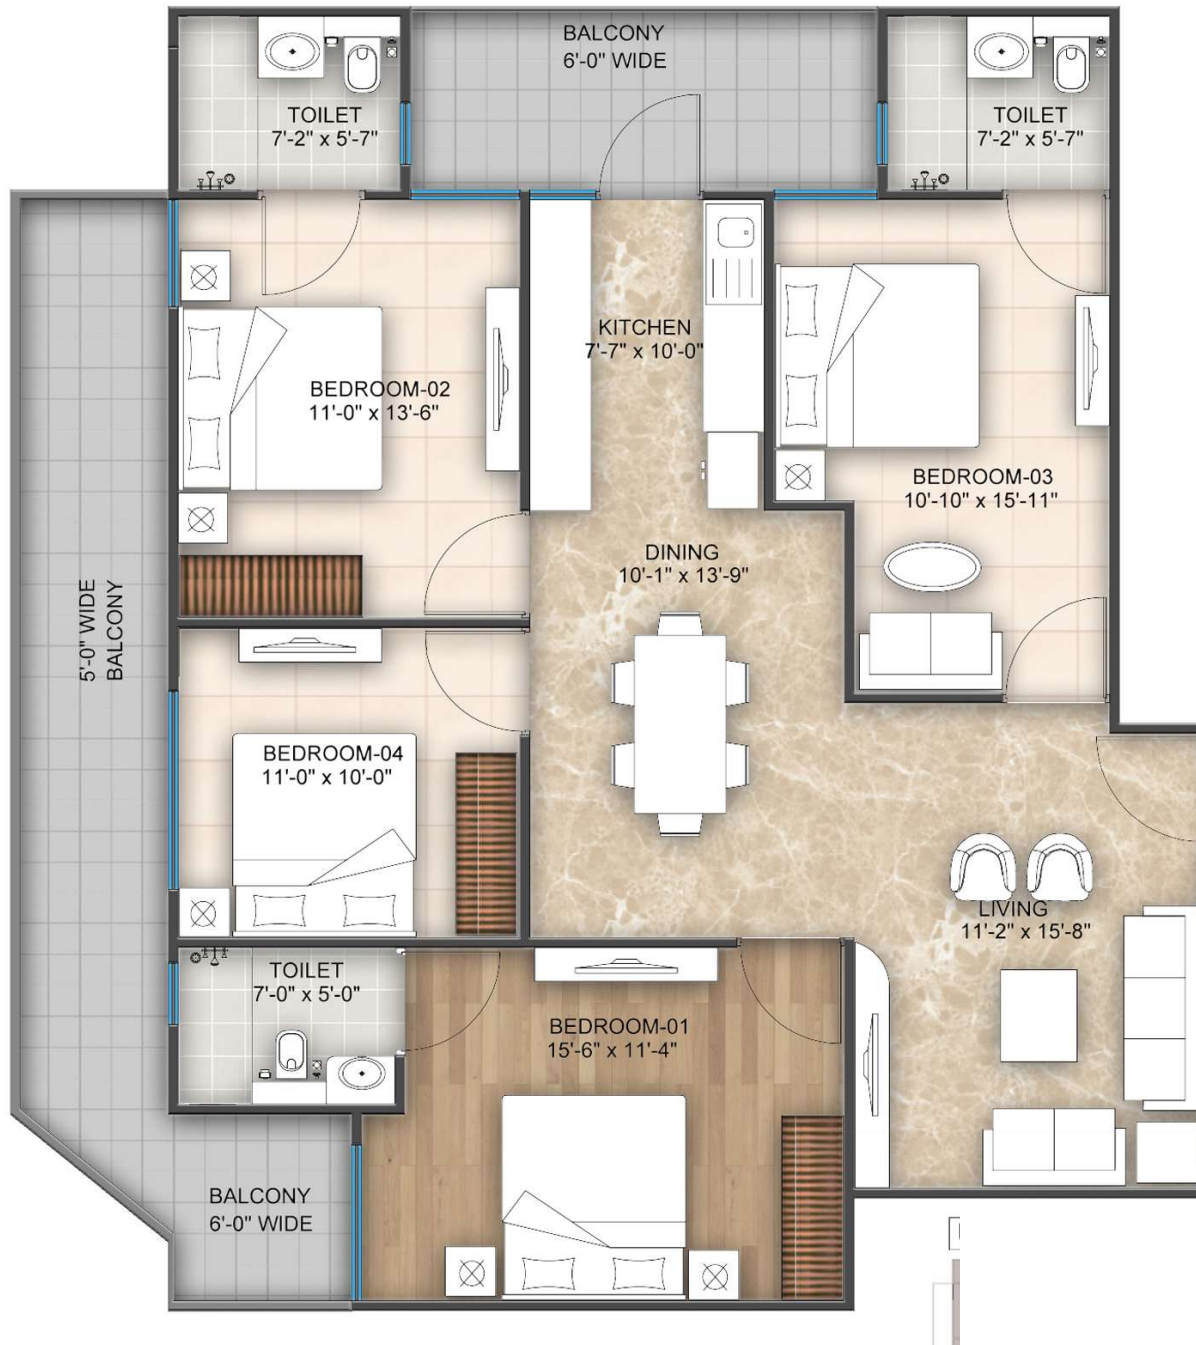 BALCONY
6'-0" WIDE
TOILET
7'-2" x 5'-7"
TOILET
7'-2" x 5'-7"
KITCHEN
7'-7" x 10'-0"
BEDROOM-02
11'-0" x 13'-6"
BEDROOM-03
10'-10" x 15'-11"
DINING
10'-1" x 13'-9"
5'-0" WIDE
BALCONY
BEDROOM-04
11'-0" x 10'-0"
LIVING
11'-2" x 15'-8"
TOILET
7'-0" x 5'-0"
BEDROOM-01
15'-6" x 11'-4"
BALCONY
6'-0" WIDE